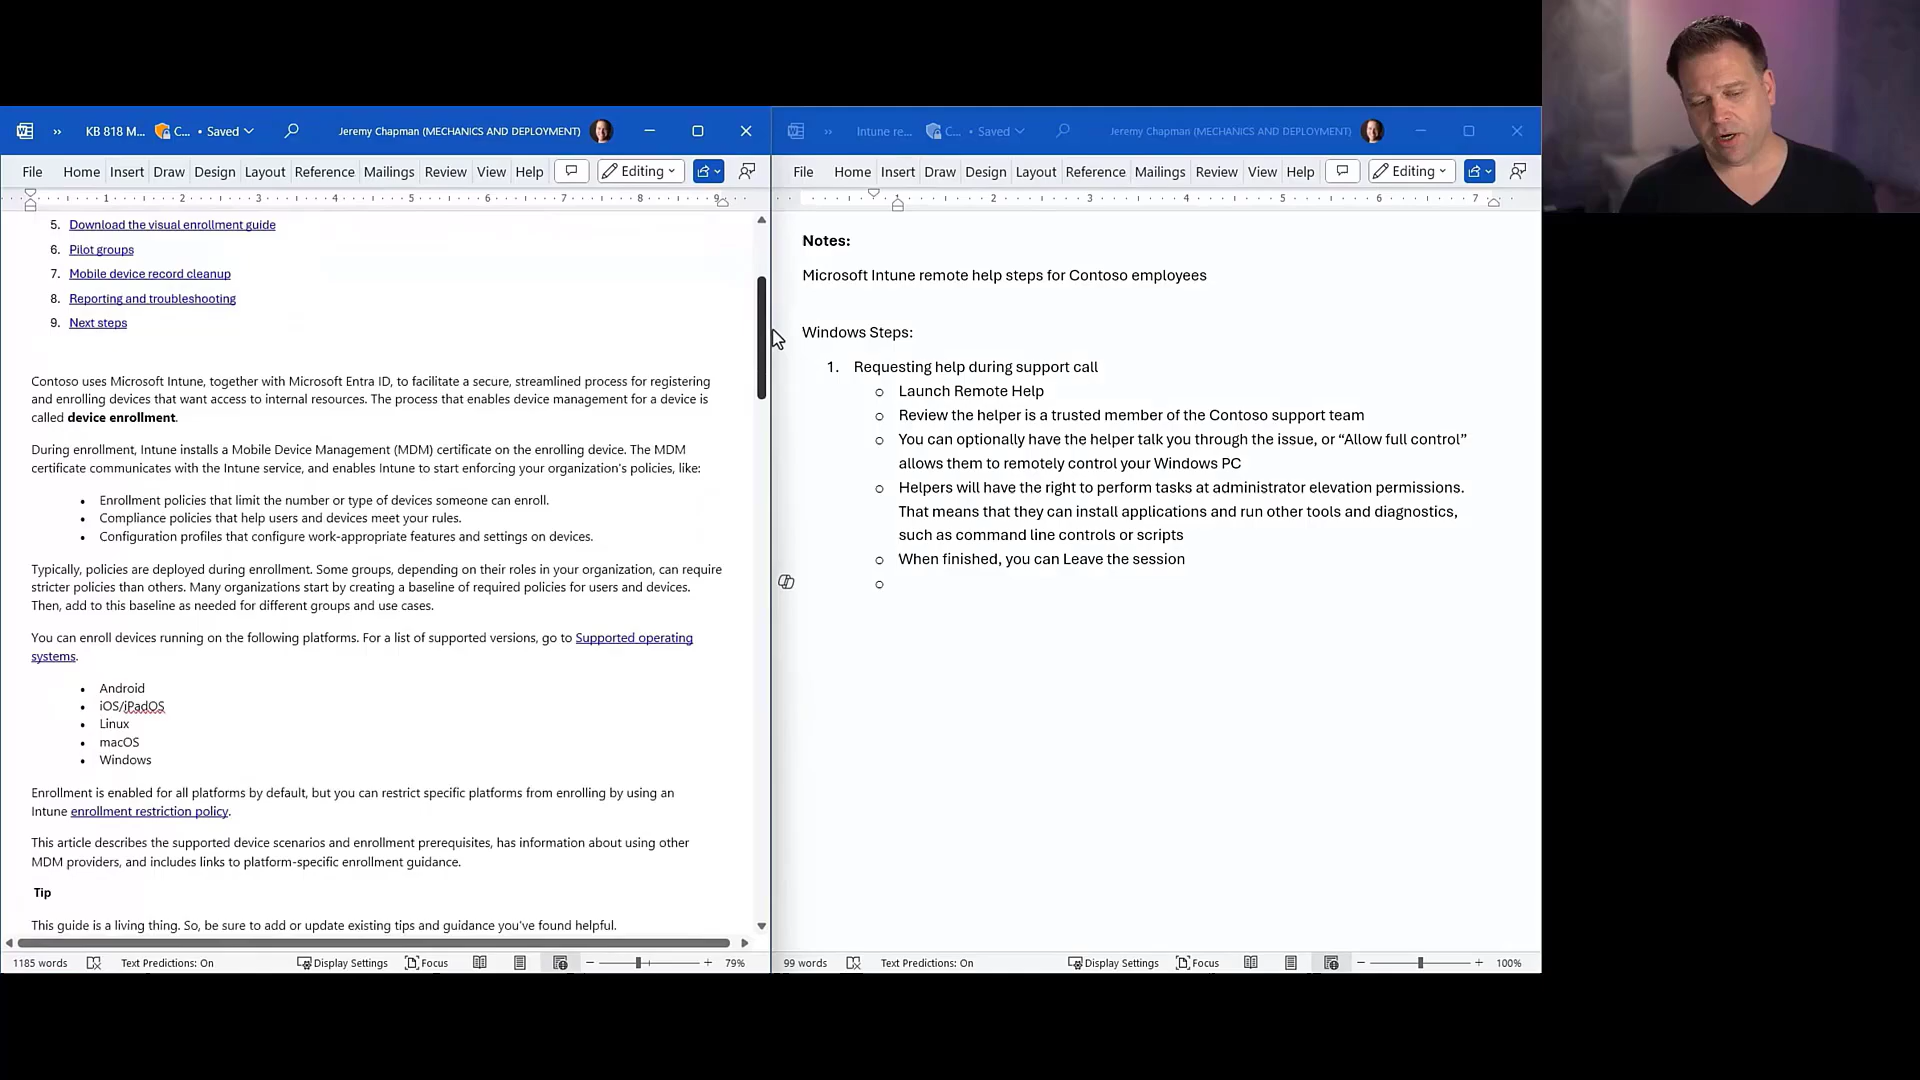 KB 818 M... C... • Saved Jeremy Chapman (MECHANICS AND DEPLOYMENT)
File Home Insert Draw Design Layout Reference Mailings Review View Help Editing
1 2 3 4 5 6 7 8 9
5. Download the visual enrollment guide
6. Pilot groups
7. Mobile device record cleanup
8. Reporting and troubleshooting
9. Next steps
Contoso uses Microsoft Intune, together with Microsoft Entra ID, to facilitate a secure, streamlined process for registering
and enrolling devices that want access to internal resources. The process that enables device management for a device is
called device enrollment.
During enrollment, Intune installs a Mobile Device Management (MDM) certificate on the enrolling device. The MDM
certificate communicates with the Intune service, and enables Intune to start enforcing your organization's policies, like:
• Enrollment policies that limit the number or type of devices someone can enroll.
• Compliance policies that help users and devices meet your rules.
• Configuration profiles that configure work-appropriate features and settings on devices.
Typically, policies are deployed during enrollment. Some groups, depending on their roles in your organization, can require
stricter policies than others. Many organizations start by creating a baseline of required policies for users and devices.
Then, add to this baseline as needed for different groups and use cases.
You can enroll devices running on the following platforms. For a list of supported versions, go to Supported operating
systems.
• Android
• iOS/iPadOS
• Linux
• macOS
• Windows
Enrollment is enabled for all platforms by default, but you can restrict specific platforms from enrolling by using an
Intune enrollment restriction policy.
This article describes the supported device scenarios and enrollment prerequisites, has information about using other
MDM providers, and includes links to platform-specific enrollment guidance.
Tip
This guide is a living thing. So, be sure to add or update existing tips and guidance you've found helpful.
1185 words Text Predictions: On Display Settings Focus 79%
Intune re... C... • Saved Jeremy Chapman (MECHANICS AND DEPLOYMENT)
File Home Insert Draw Design Layout Reference Mailings Review View Help Editing
1 2 3 4 5 6 7
Notes:
Microsoft Intune remote help steps for Contoso employees
Windows Steps:
1. Requesting help during support call
o Launch Remote Help
o Review the helper is a trusted member of the Contoso support team
o You can optionally have the helper talk you through the issue, or “Allow full control”
allows them to remotely control your Windows PC
o Helpers will have the right to perform tasks at administrator elevation permissions.
That means that they can install applications and run other tools and diagnostics,
such as command line controls or scripts
o When finished, you can Leave the session
o
99 words Text Predictions: On Display Settings Focus 100%